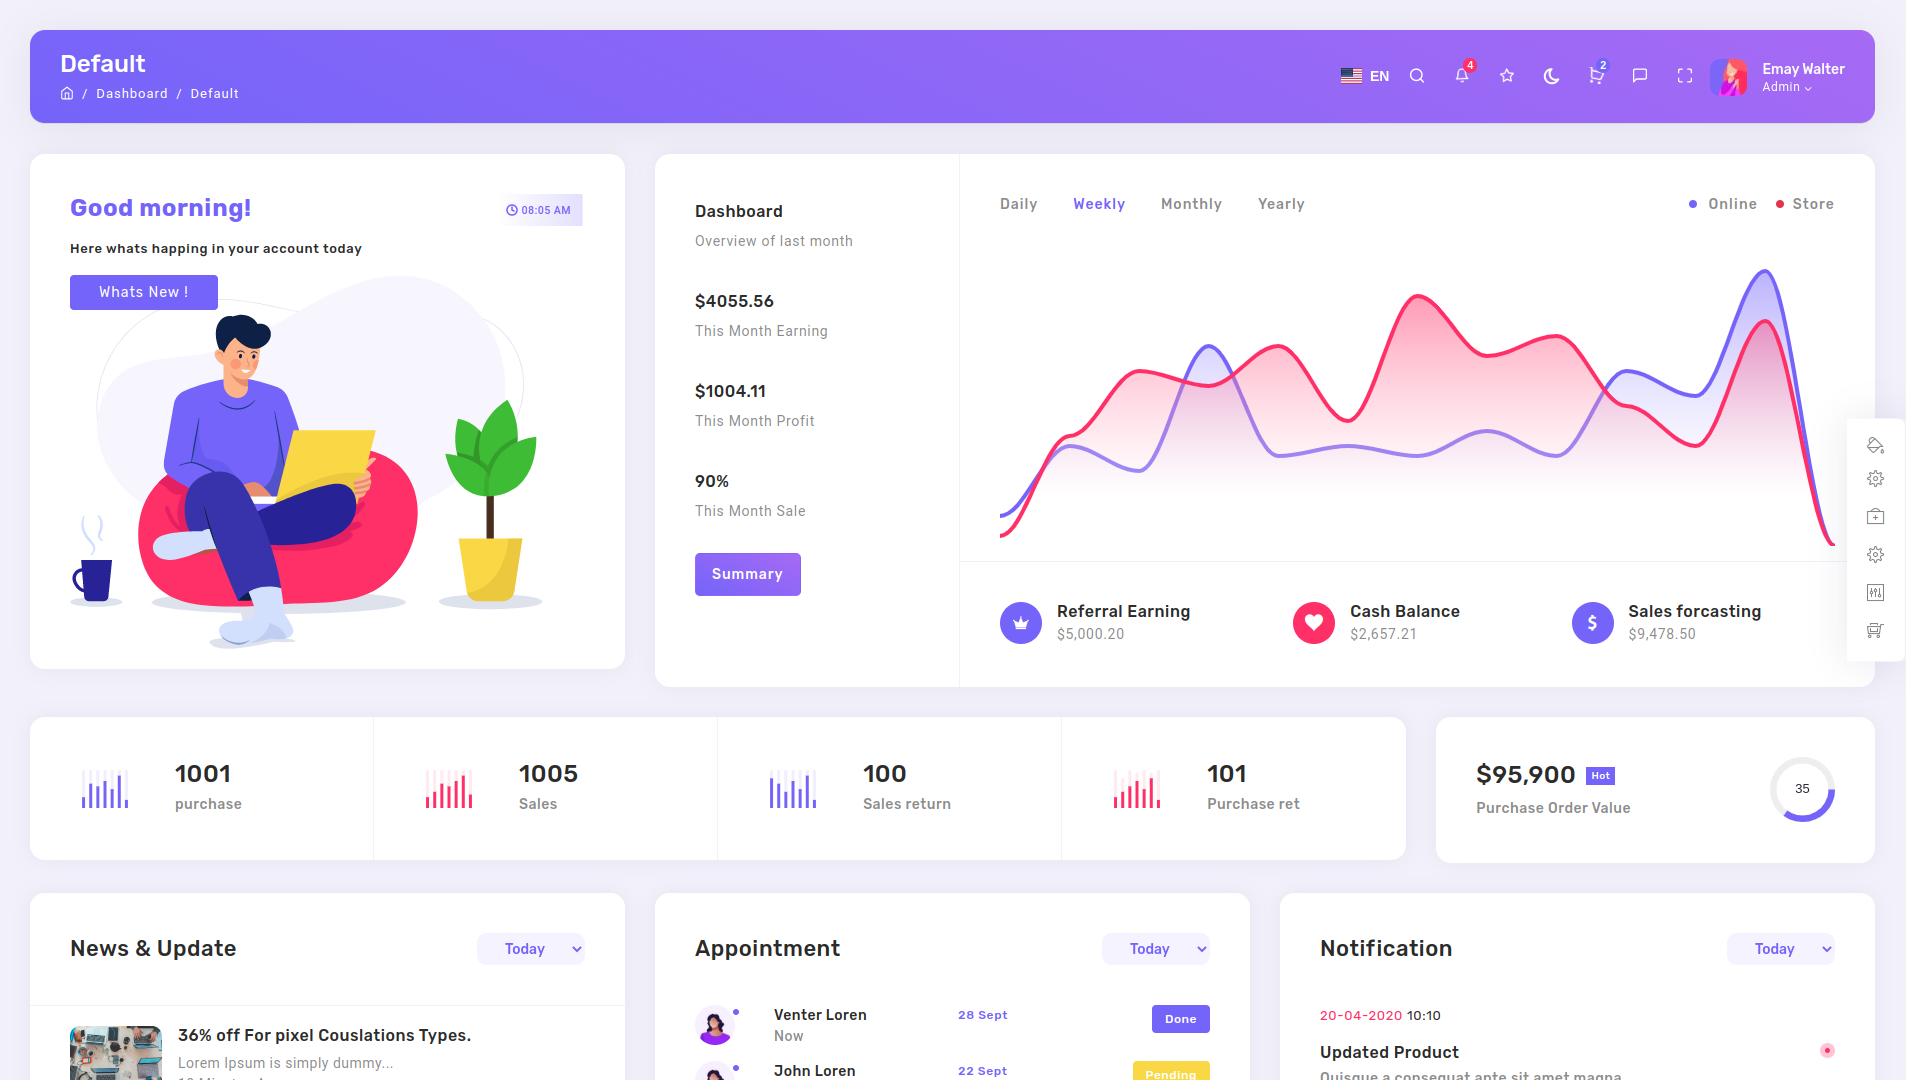 Default
/ Dashboard / Default
EN
4
2
Emay Walter
Admin
Good morning!
08:05 AM
Here whats happing in your account today
Whats New !
Dashboard
Overview of last month
$4055.56
This Month Earning
$1004.11
This Month Profit
90%
This Month Sale
Summary
Daily Weekly Monthly Yearly
Online Store
Referral Earning
$5,000.20
Cash Balance
$2,657.21
Sales forcasting
$9,478.50
1001
purchase
1005
Sales
100
Sales return
101
Purchase ret
$95,900 Hot
Purchase Order Value
35
News & Update
Today
36% off For pixel Couslations Types.
Lorem Ipsum is simply dummy...
Appointment
Today
Venter Loren
Now
28 Sept
Done
John Loren
22 Sept
Pending
Notification
Today
20-04-2020 10:10
Updated Product
Quisque a consequat ante sit amet magna